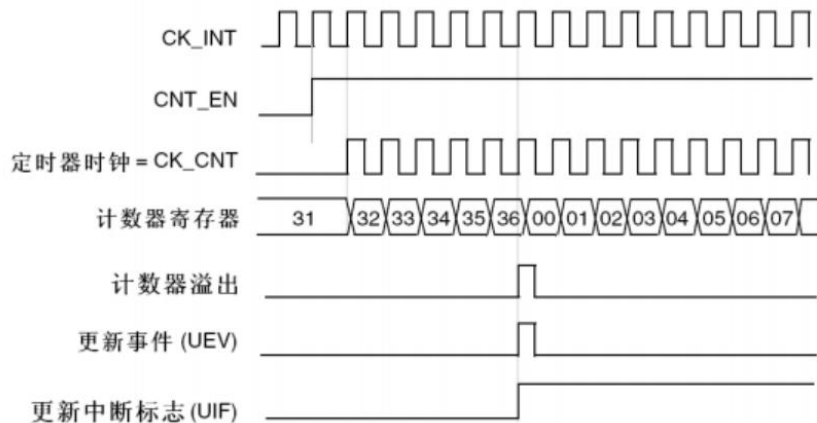 CK_INT
CNT_EN
定时器时钟 = CK_CNT
计数器寄存器 31 32 33 34 35 36 00 01 02 03 04 05 06 07
计数器溢出
更新事件 (UEV)
更新中断标志 (UIF)